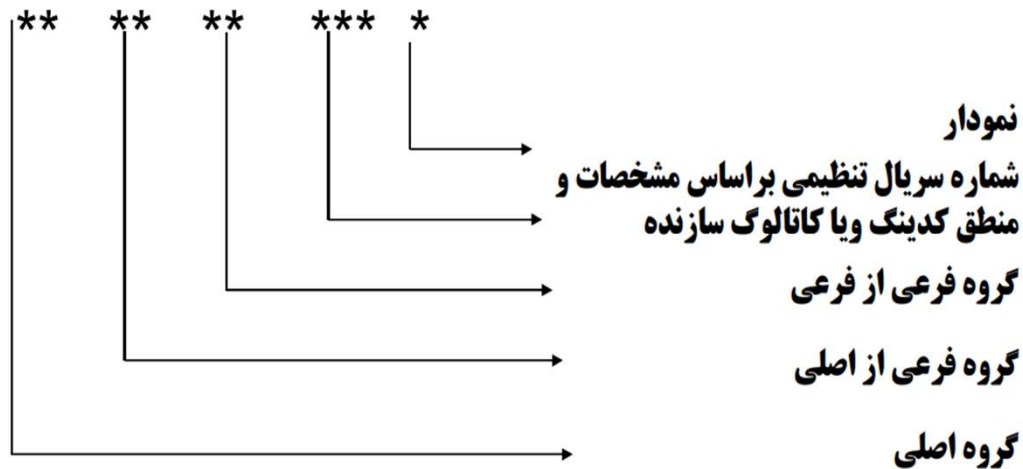 ** ** ** *** *
نمودار
شماره سریال تنظیمی براساس مشخصات و
منطق کدینگ ویا کاتالوگ سازنده
گروه فرعی از فرعی
گروه فرعی از اصلی
گروه اصلی